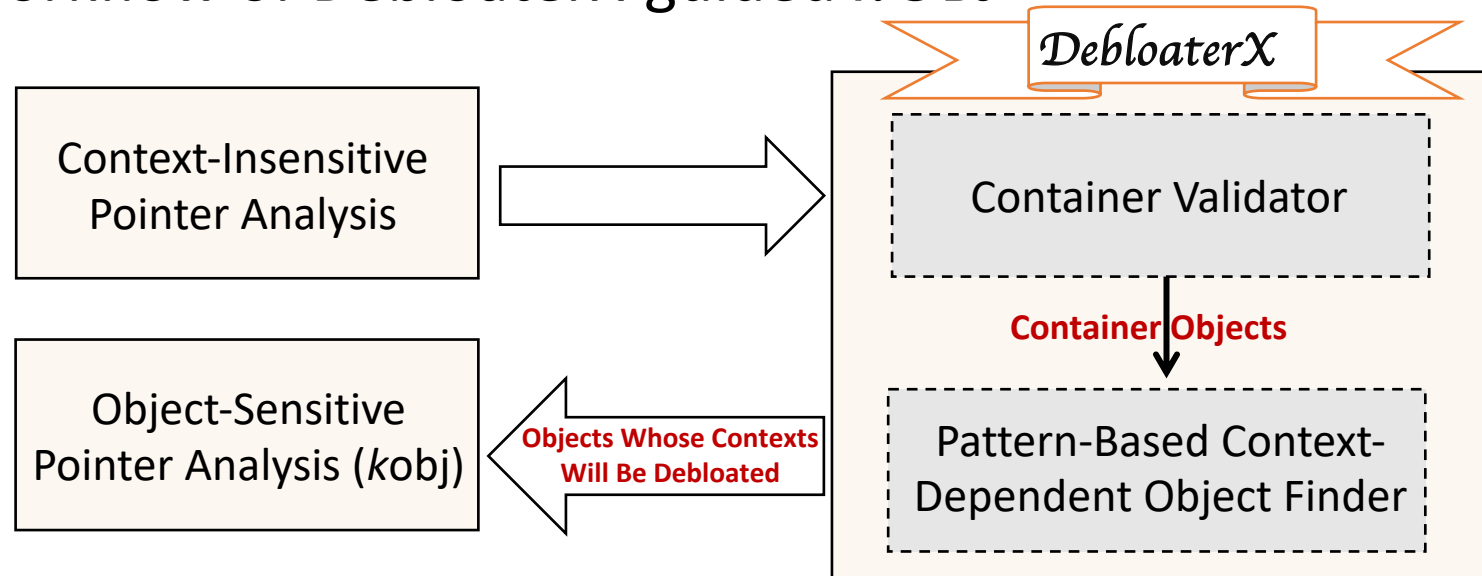 DebloaterX
Context-Insensitive
Pointer Analysis
Container Validator
Container Objects
Object-Sensitive
Pointer Analysis (kobj)
Objects Whose Contexts
Will Be Debloated
Pattern-Based Context-
Dependent Object Finder